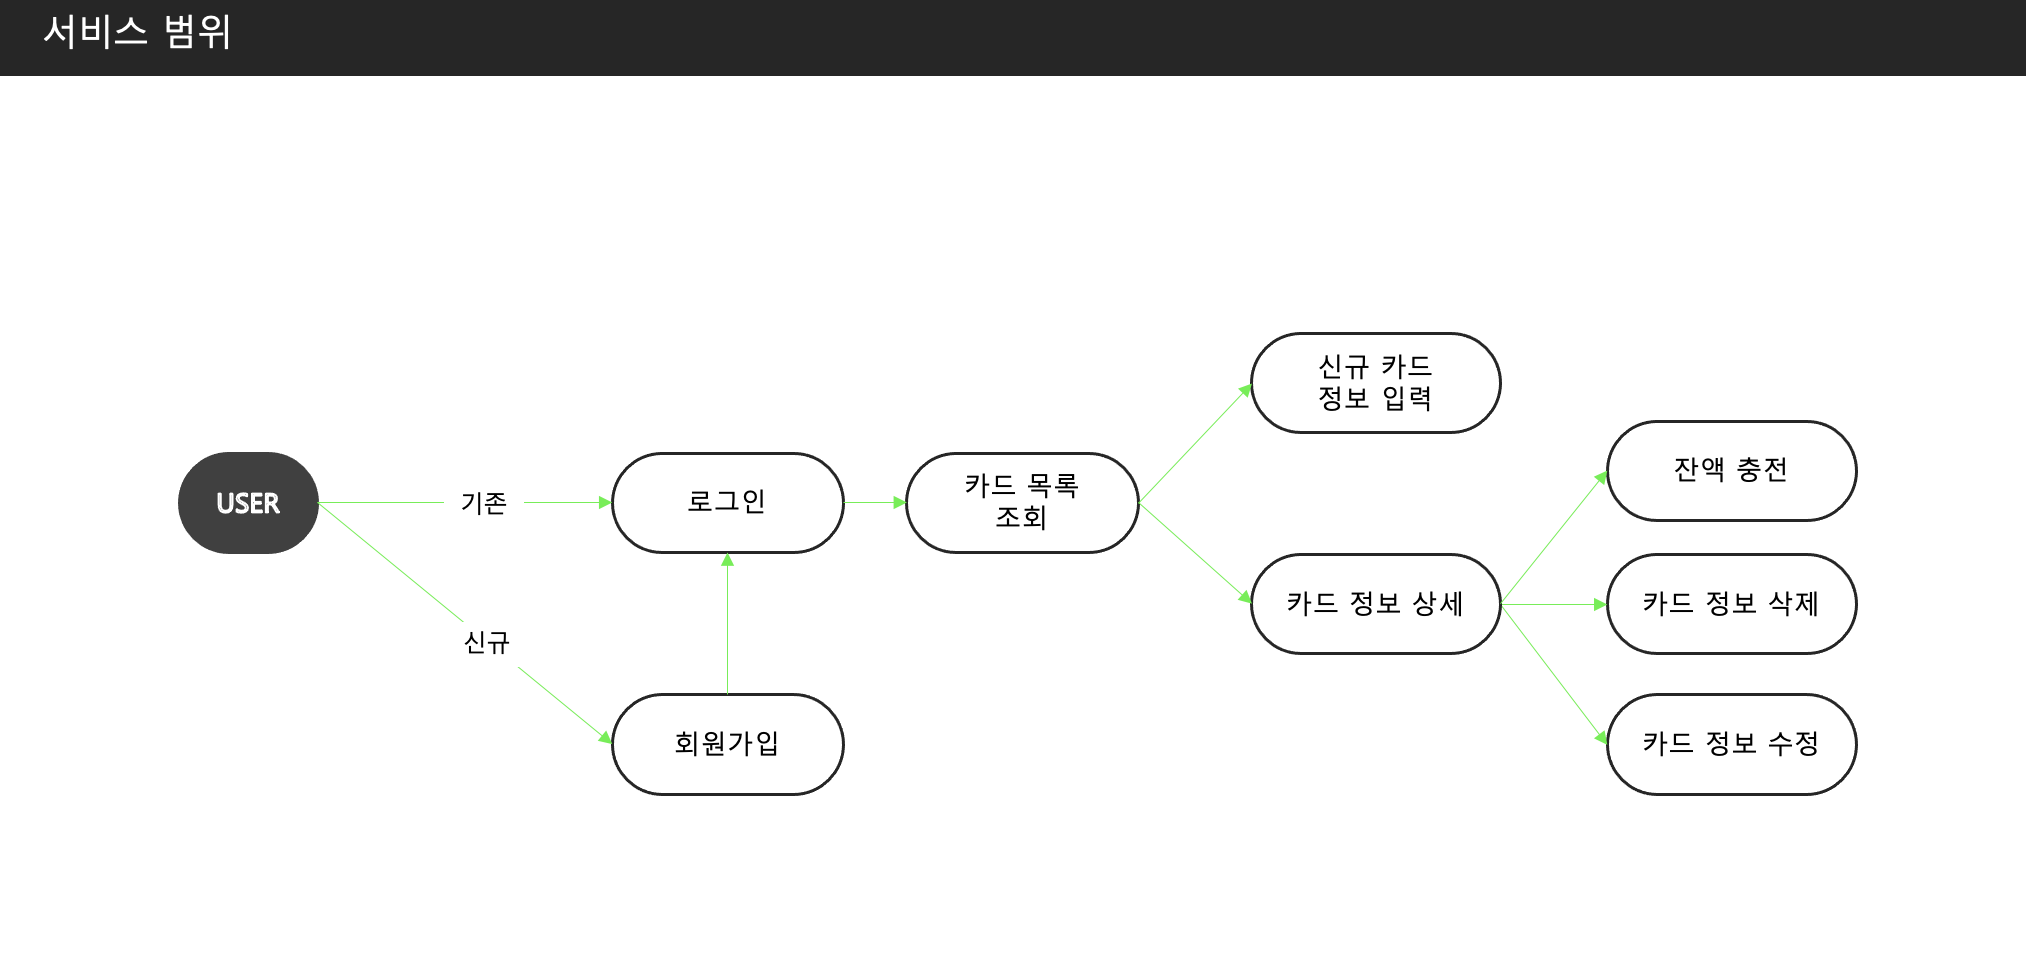 서비스 범위
USER
기존
신규
로그인
회원가입
카드 목록
조회
신규 카드
정보 입력
카드 정보 상세
잔액 충전
카드 정보 삭제
카드 정보 수정